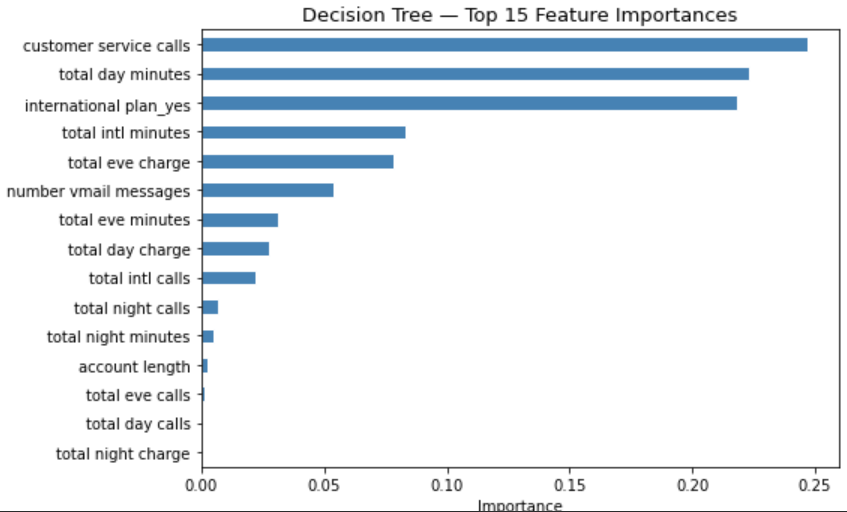 Decision Tree — Top 15 Feature Importances
customer service calls
total day minutes
international plan_yes
total intl minutes
total eve charge
number vmail messages
total eve minutes
total day charge
total intl calls
total night calls
total night minutes
account length
total eve calls
total day calls
total night charge
0.00 0.05 0.10 0.15 0.20 0.25
Importance